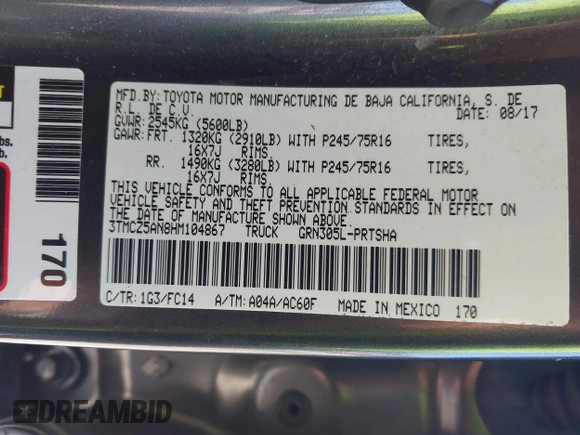 MFD.BY:TOYOTA MOTOR MANUFACTURING DE BAJA CALIFORNIA, S. DE
R.L. DE C.V. DATE: 08/17
GVWR:2545KG (5600LB)
GAWR:FRT. 1320KG (2910LB) WITH P245/75R16 TIRES,
16X7J RIMS
RR. 1490KG (3280LB) WITH P245/75R16 TIRES,
16X7J RIMS
THIS VEHICLE CONFORMS TO ALL APPLICABLE FEDERAL MOTOR
VEHICLE SAFETY AND THEFT PREVENTION STANDARDS IN EFFECT ON
THE DATE OF MANUFACTURE SHOWN ABOVE.
3TMCZ5AN8HM104867 TRUCK GRN305L-PRTSHA
C/TR:1G3/FC14 A/TM:A04A/AC60F MADE IN MEXICO 170
170
bs.
b.
DREAMBID